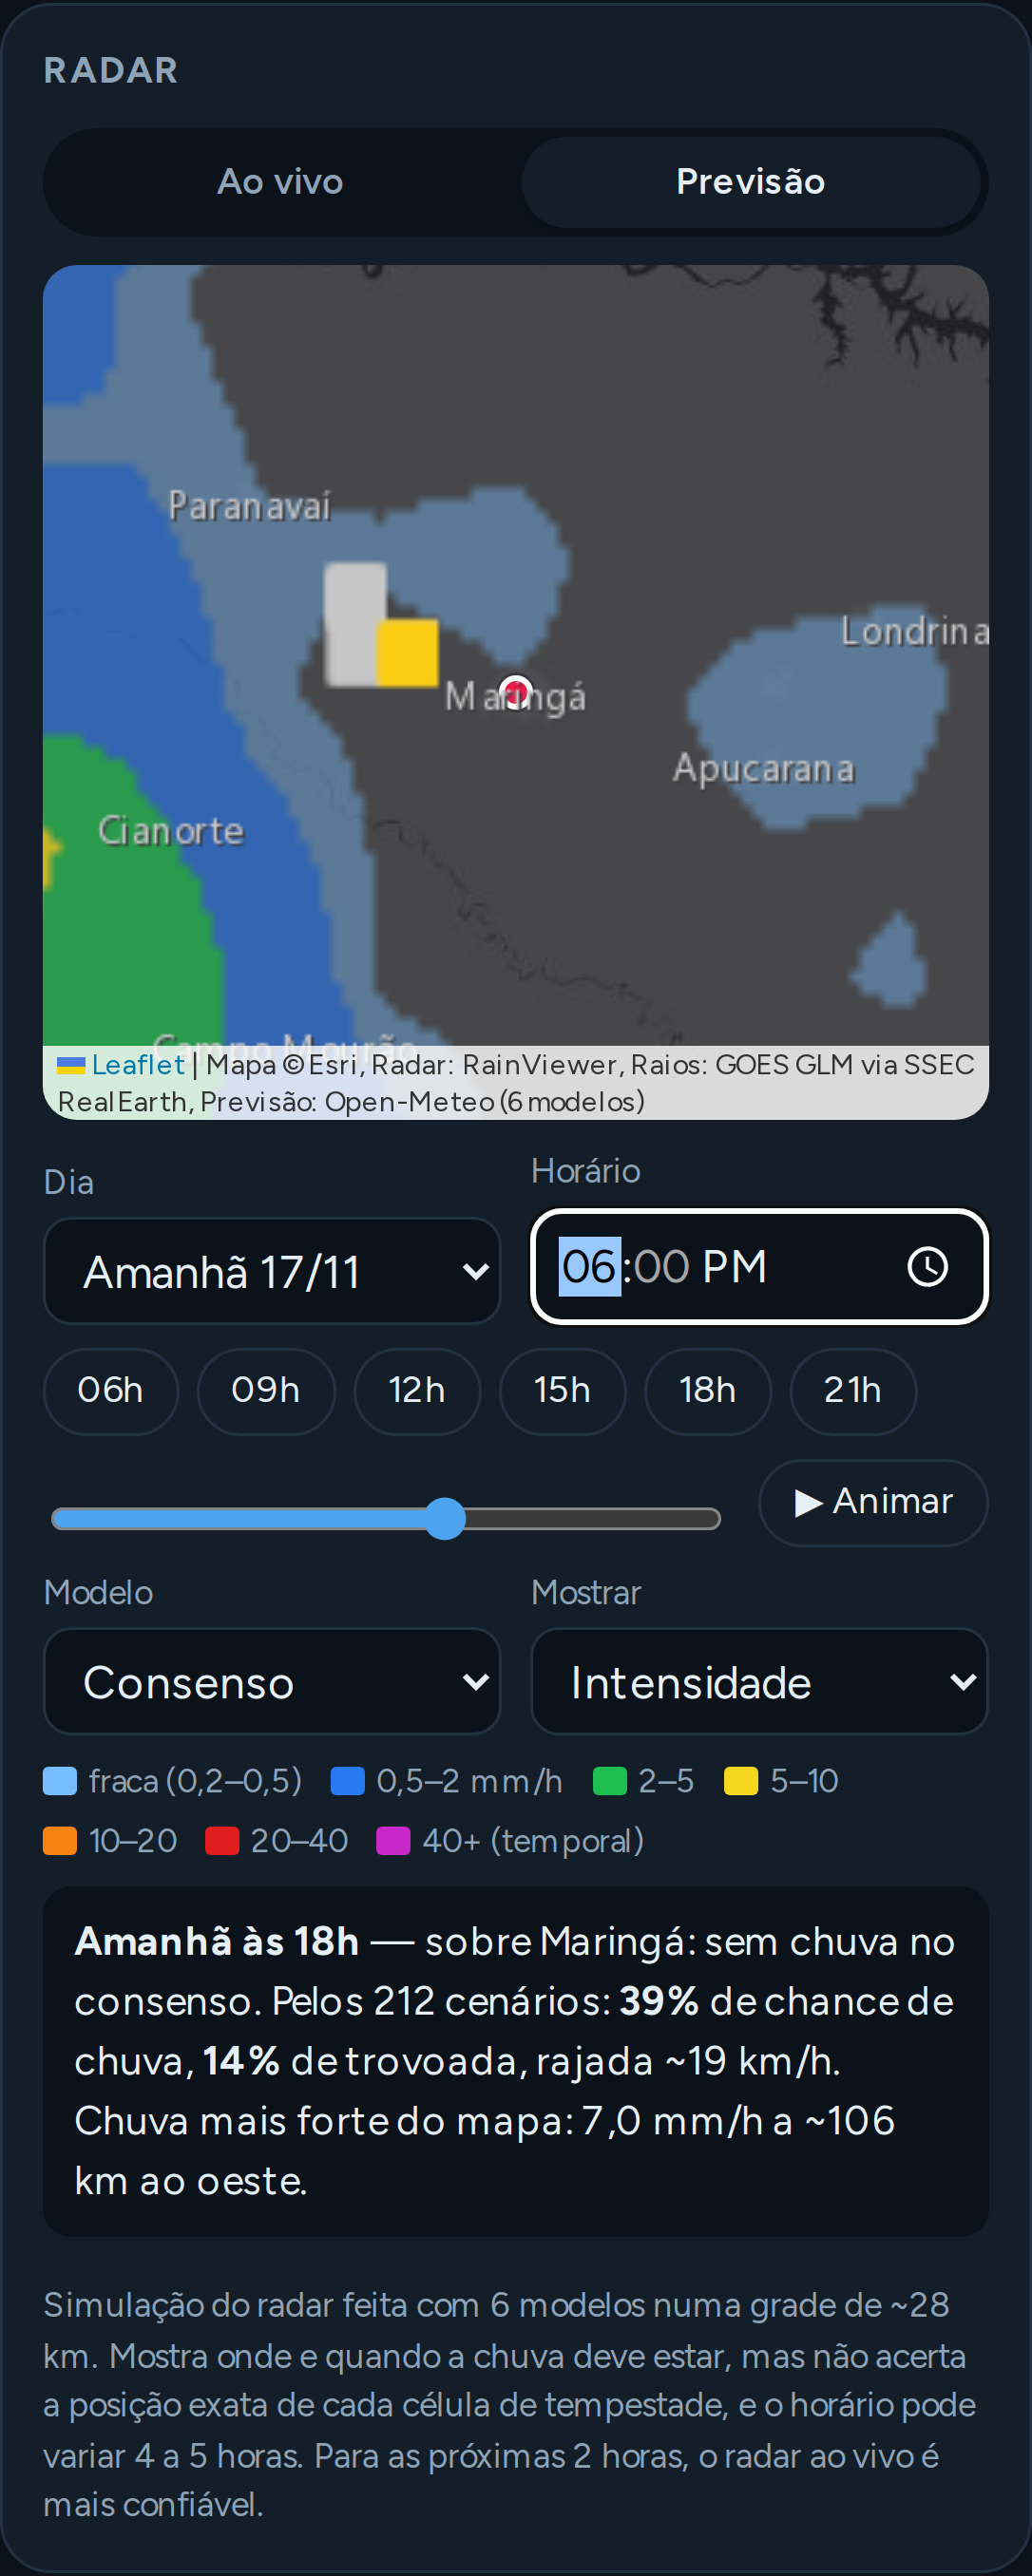 RADAR
Ao vivo
Previsão
Paranavaí
Londrina
Maringá
Apucarana
Cianorte
Campo Mourão
Leaflet | Mapa © Esri, Radar: RainViewer, Raios: GOES GLM via SSEC
RealEarth, Previsão: Open-Meteo (6 modelos)
Dia
Horário
Amanhã 17/11
06:00 PM
06h 09h 12h 15h 18h 21h
▶ Animar
Modelo
Mostrar
Consenso
Intensidade
fraca (0,2–0,5) 0,5–2 mm/h 2–5 5–10
10–20 20–40 40+ (temporal)
Amanhã às 18h — sobre Maringá: sem chuva no
consenso. Pelos 212 cenários: 39% de chance de
chuva, 14% de trovoada, rajada ~19 km/h.
Chuva mais forte do mapa: 7,0 mm/h a ~106
km ao oeste.
Simulação do radar feita com 6 modelos numa grade de ~28
km. Mostra onde e quando a chuva deve estar, mas não acerta
a posição exata de cada célula de tempestade, e o horário pode
variar 4 a 5 horas. Para as próximas 2 horas, o radar ao vivo é
mais confiável.